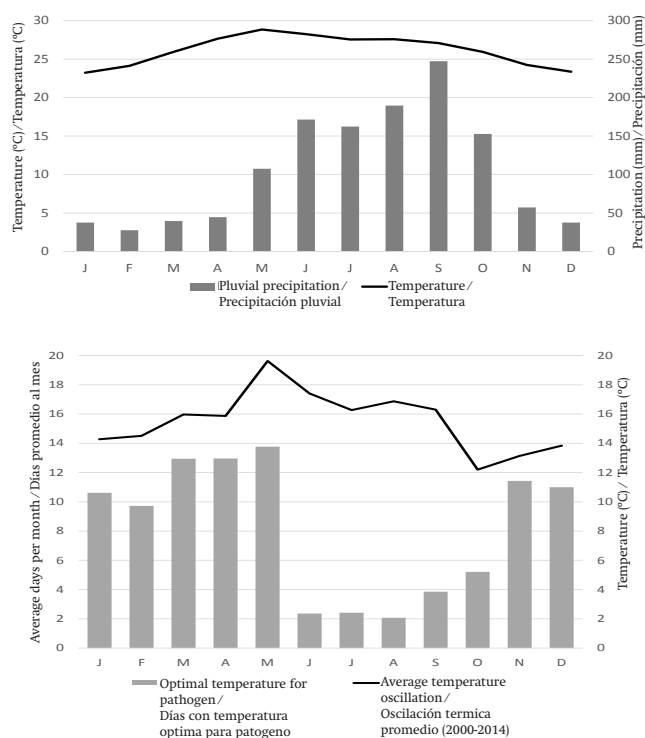 Temperature (ºC)/Temperatura (ºC)
30
25
20
15
10
5
0
300
250
200
150
100
50
0
Precipitation (mm)/Precipitación (mm)
J F M A M J J A S O N D
Pluvial precipitation/
Precipitación pluvial
Temperature/
Temperatura
Average days per month/Días promedio al mes
20
18
16
14
12
10
8
6
4
2
0
20
18
16
14
12
10
8
6
4
2
0
Temperature (ºC) / Temperatura (ºC)
J F M A M J J A S O N D
Optimal temperature for
pathogen/
Días con temperatura
optima para patogeno
Average temperature
oscillation/
Oscilación termica
promedio (2000-2014)